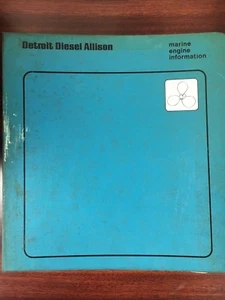 Detroit Diesel Allison
marine
engine
information